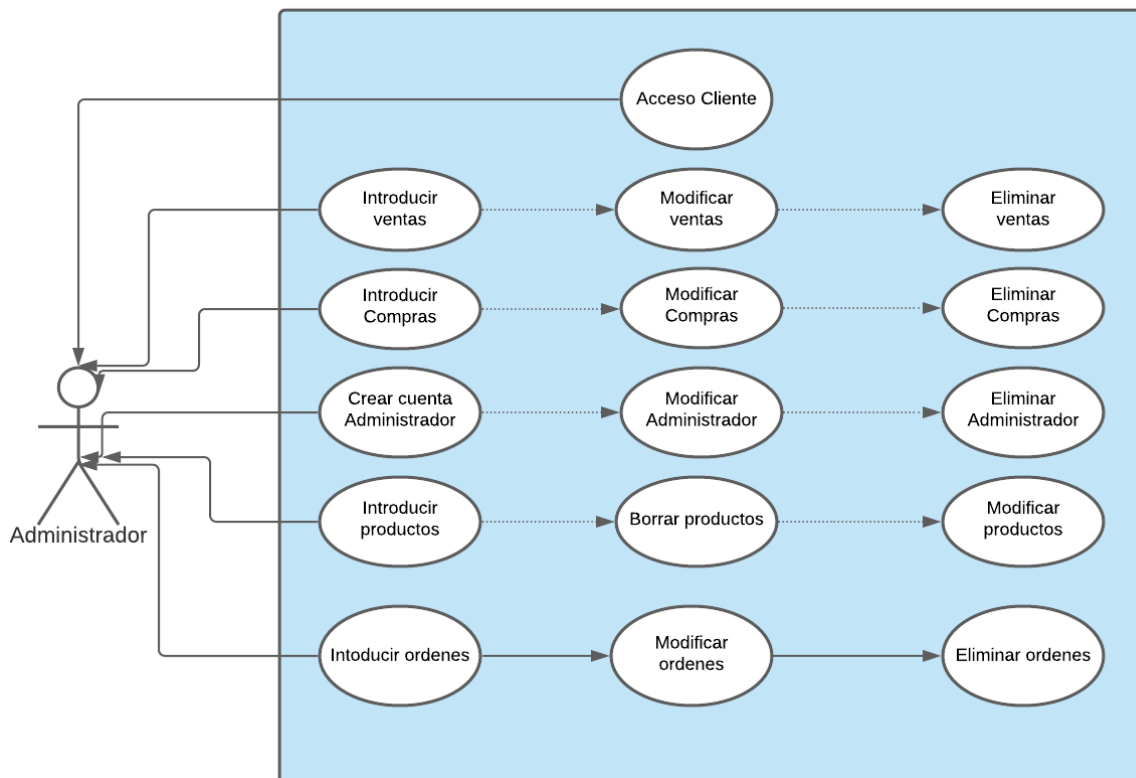 Acceso Cliente
Introducir
ventas
Modificar
ventas
Eliminar
ventas
Introducir
Compras
Modificar
Compras
Eliminar
Compras
Crear cuenta
Administrador
Modificar
Administrador
Eliminar
Administrador
Introducir
productos
Borrar productos
Modificar
productos
Administrador
Intoducir ordenes
Modificar
ordenes
Eliminar ordenes